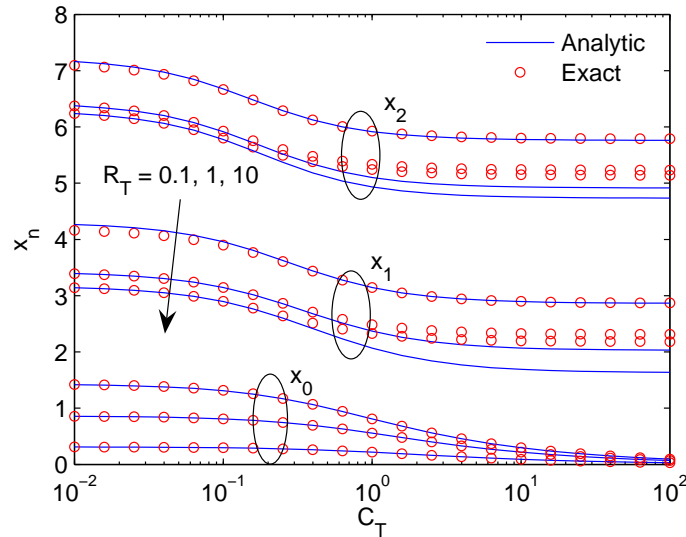 8
7
6
5
4
3
2
1
0
x_n
Analytic
Exact
x_2
R_T = 0.1, 1, 10
x_1
x_0
10^-2
10^-1
10^0
10^1
10^2
C_T